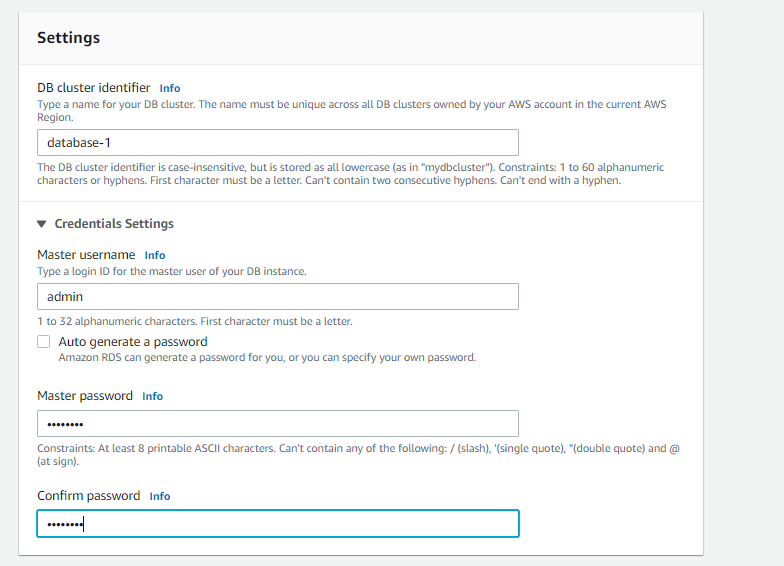 Settings
DB cluster identifier Info
Type a name for your DB cluster. The name must be unique across all DB clusters owned by your AWS account in the current AWS
Region.
database-1
The DB cluster identifier is case-insensitive, but is stored as all lowercase (as in "mydbcluster"). Constraints: 1 to 60 alphanumeric
characters or hyphens. First character must be a letter. Can't contain two consecutive hyphens. Can't end with a hyphen.
▼ Credentials Settings
Master username Info
Type a login ID for the master user of your DB instance.
admin
1 to 32 alphanumeric characters. First character must be a letter.
Auto generate a password
Amazon RDS can generate a password for you, or you can specify your own password.
Master password Info
••••••••
Constraints: At least 8 printable ASCII characters. Can't contain any of the following: / (slash), '(single quote), "(double quote) and @
(at sign).
Confirm password Info
••••••••